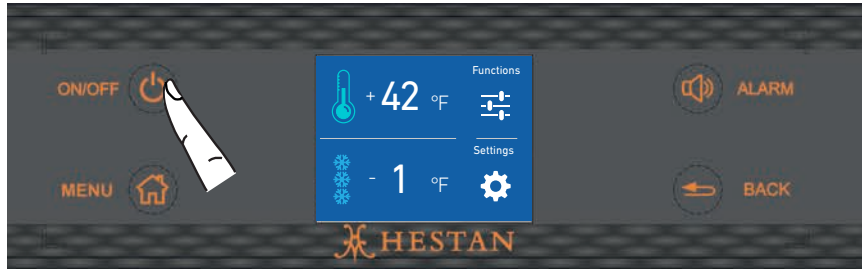 ON/OFF
MENU
Functions
+ 42 °F
Settings
- 1 °F
ALARM
BACK
HESTAN